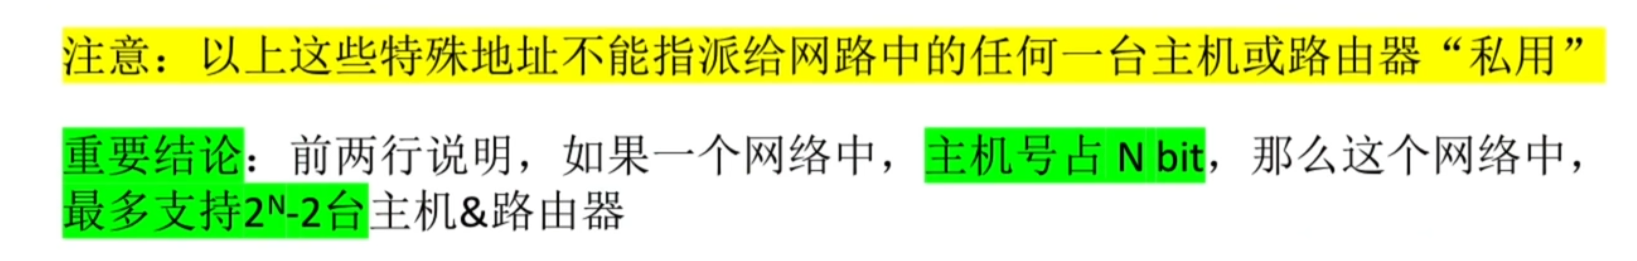 注意：以上这些特殊地址不能指派给网路中的任何一台主机或路由器“私用”
重要结论：前两行说明，如果一个网络中，主机号占 N bit，那么这个网络中，
最多支持2ᴺ-2台主机&路由器